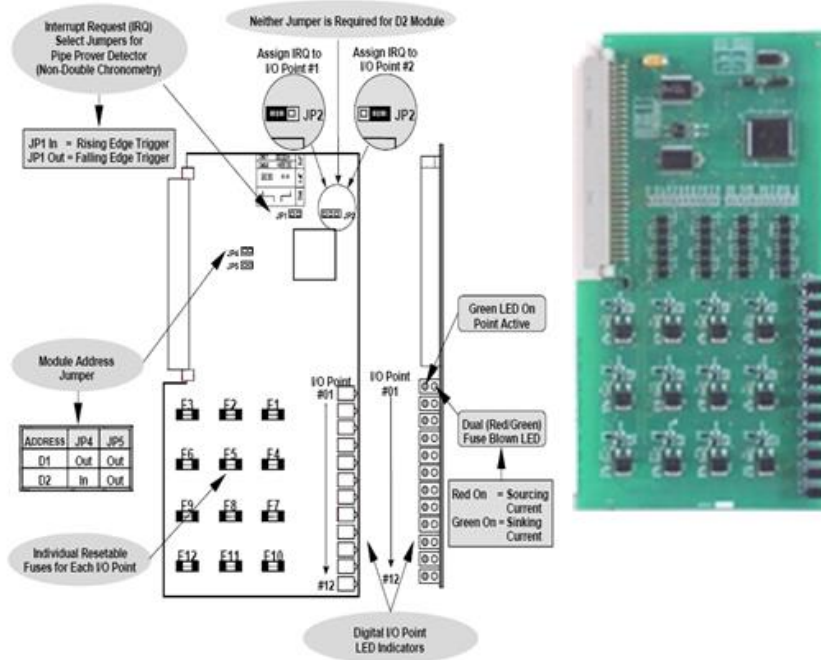 Interrupt Request (IRQ)
Select Jumpers for
Pipe Prover Detector
(Non-Double Chronometry)
Neither Jumper is Required for D2 Module
Assign IRQ to
I/O Point #1
Assign IRQ to
I/O Point #2
JP2
JP2
JP1 In = Rising Edge Trigger
JP1 Out = Falling Edge Trigger
JP1
JP2
JP4
JP5
Green LED On
Point Active
Module Address
Jumper
I/O Point
#01
I/O Point
#01
Dual (Red/Green)
Fuse Blown LED
ADDRESS JP4 JP5
D1 Out Out
D2 In Out
F3 F2 F1
F6 F5 F4
F9 F8 F7
F12 F11 F10
Red On = Sourcing
Current
Green On = Sinking
Current
Individual Resetable
Fuses for Each I/O Point
#12
#12
Digital I/O Point
LED Indicators